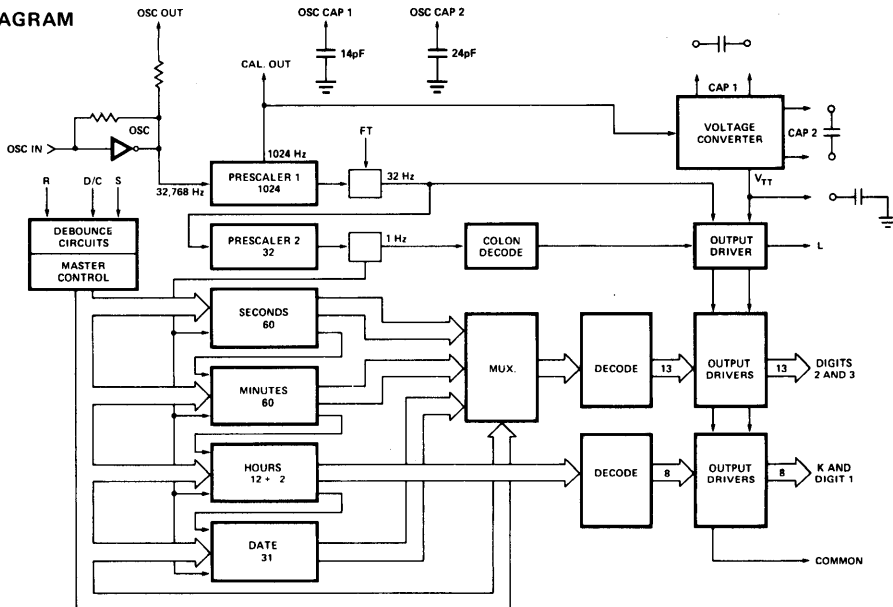 AGRAM
OSC OUT
OSC CAP 1
14pF
OSC CAP 2
24pF
CAL. OUT
OSC
OSC IN
CAP 1
VOLTAGE
CONVERTER
CAP 2
VTT
FT
1024 Hz
32,768 Hz
PRESCALER 1
1024
32 Hz
R
D/C
S
DEBOUNCE
CIRCUITS
MASTER
CONTROL
PRESCALER 2
32
1 Hz
COLON
DECODE
OUTPUT
DRIVER
L
SECONDS
60
MINUTES
60
HOURS
12 ÷ 2
DATE
31
MUX.
DECODE
13
OUTPUT
DRIVERS
13
DIGITS
2 AND 3
DECODE
8
OUTPUT
DRIVERS
8
K AND
DIGIT 1
COMMON